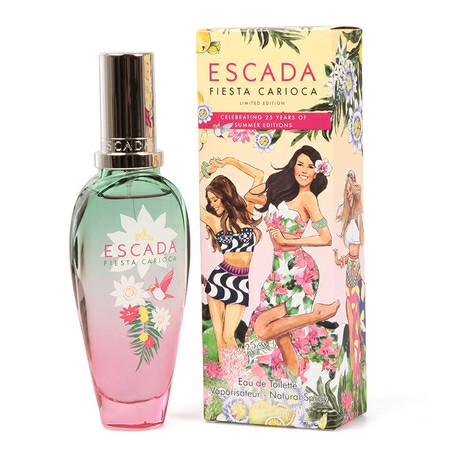 ESCADA
ESCADA
FIESTA CARIOCA
ESCADA
FIESTA CARIOCA
LIMITED EDITION
CELEBRATING 25 YEARS OF
SUMMER EDITIONS
Eau de Toilette
Vaporisateur - Natural Spray